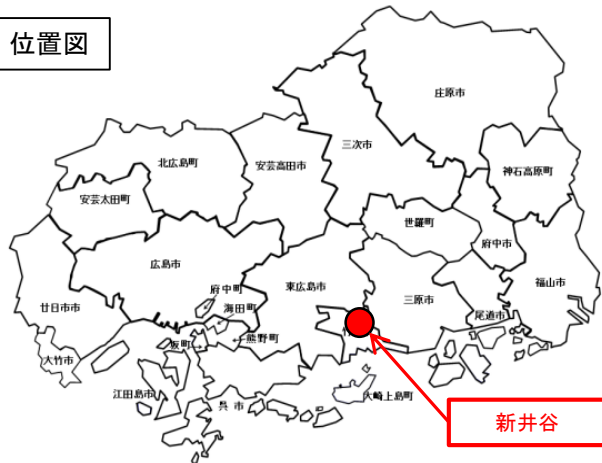 位置図
庄原市
三次市
北広島町
安芸高田市
神石高原町
安芸太田町
世羅町
府中市
広島市
東広島市
福山市
府中町
三原市
廿日市市
海田町
尾道市
竹
坂町
熊野町
大竹市
江田島市
呉市
大崎上島町
新井谷